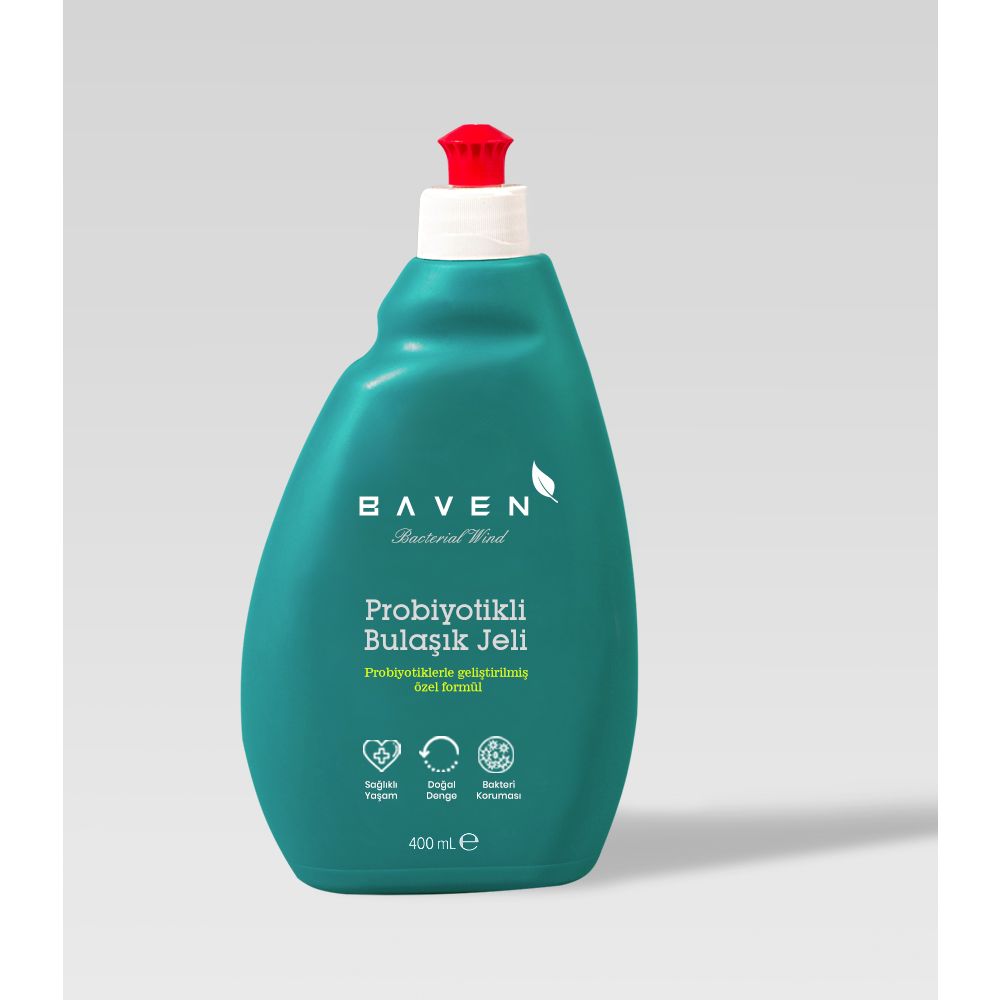 BAVEN
Bacterial Wind
Probiyotikli
Bulaşık Jeli
Probiyotiklerle geliştirilmiş
özel formül
Sağlıklı
Yaşam
Doğal
Denge
Bakteri
Koruması
400 mL ℮